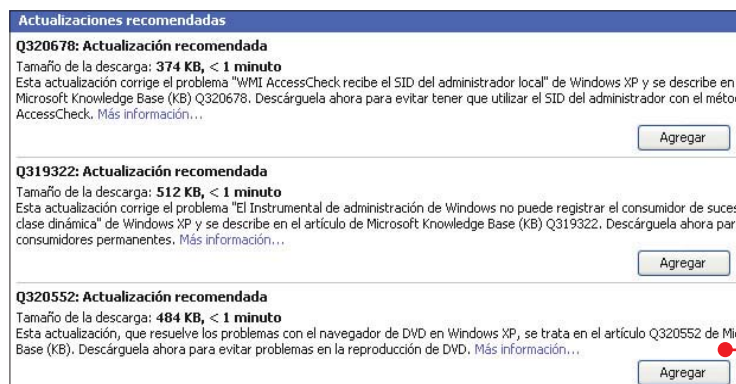 Actualizaciones recomendadas
Q320678: Actualización recomendada
Tamaño de la descarga: 374 KB, < 1 minuto
Esta actualización corrige el problema "WMI AccessCheck recibe el SID del administrador local" de Windows XP y se describe en
Microsoft Knowledge Base (KB) Q320678. Descárguela ahora para evitar tener que utilizar el SID del administrador con el
AccessCheck. Más información...
Agregar
Q319322: Actualización recomendada
Tamaño de la descarga: 512 KB, < 1 minuto
Esta actualización corrige el problema "El Instrumental de administración de Windows no puede registrar el consumidor de
clase dinámica" de Windows XP y se describe en el artículo de Microsoft Knowledge Base (KB) Q319322. Descárguela ahora
consumidores permanentes. Más información...
Agregar
Q320552: Actualización recomendada
Tamaño de la descarga: 484 KB, < 1 minuto
Esta actualización, que resuelve los problemas con el navegador de DVD en Windows XP, se trata en el artículo Q320552 de
Base (KB). Descárguela ahora para evitar problemas en la reproducción de DVD. Más información...
Agregar